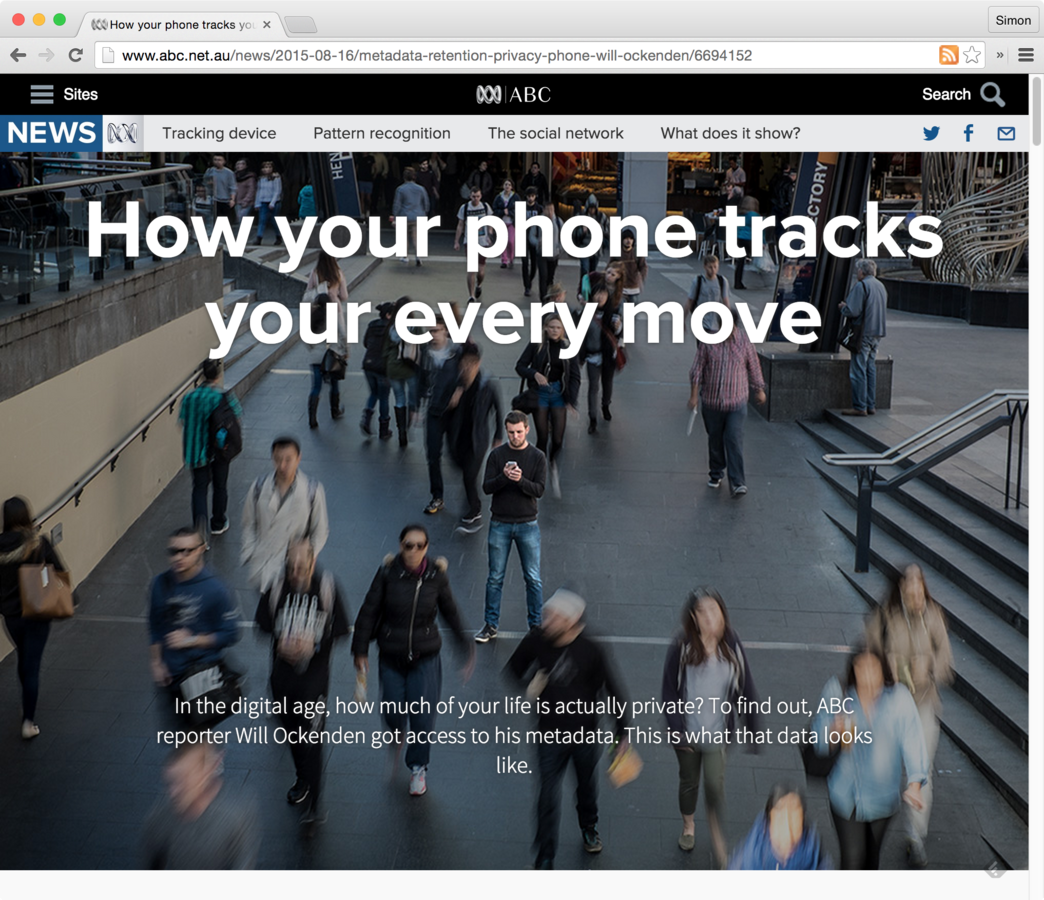 How your phone tracks yo
Simon
www.abc.net.au/news/2015-08-16/metadata-retention-privacy-phone-will-ockenden/6694152
»
Sites
ABC
Search
NEWS
Tracking device
Pattern recognition
The social network
What does it show?
HEN
CTORY
How your phone tracks
your every move
In the digital age, how much of your life is actually private? To find out, ABC
reporter Will Ockenden got access to his metadata. This is what that data looks
like.